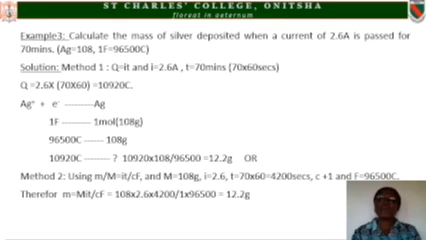 ST CHARLES' COLLEGE, ONITSHA
floreat in aeternum
Example3: Calculate the mass of silver deposited when a current of 2.6A is passed for
70mins. (Ag=108, 1F=96500C)
Solution: Method 1 : Q=it and i=2.6A , t=70mins (70x60secs)
Q =2.6X (70X60) =10920C.
Ag⁺ + e⁻ ---------Ag
1F ---------- 1mol(108g)
96500C ------ 108g
10920C -------- ? 10920x108/96500 =12.2g OR
Method 2: Using m/M=it/cF, and M=108g, i=2.6, t=70x60=4200secs, c +1 and F=96500C.
Therefor m=Mit/cF = 108x2.6x4200/1x96500 = 12.2g